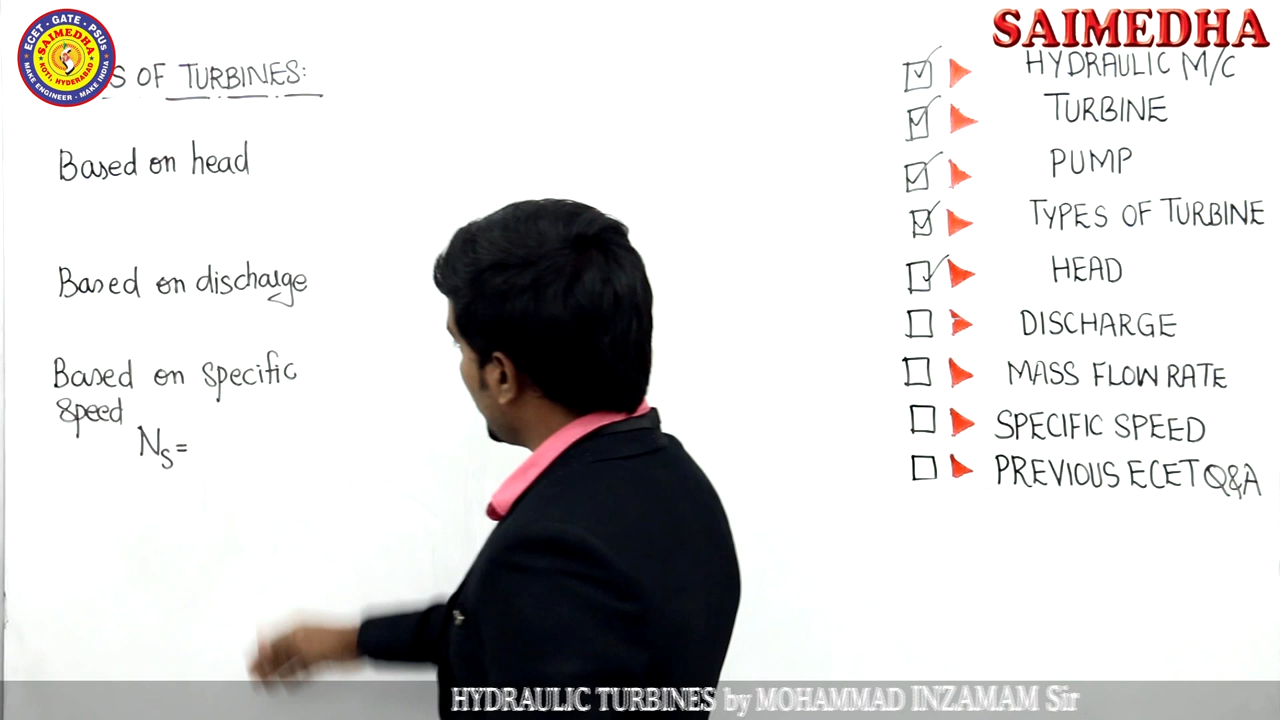 ECET - GATE - PSUs
SAIMEDHA
KOTI, HYDERABAD
MAKE ENGINEER - MAKE INDIA
S OF TURBINES:
Based on head
Based on discharge
Based on specific
speed
Ns =
SAIMEDHA
HYDRAULIC M/C
TURBINE
PUMP
TYPES OF TURBINE
HEAD
DISCHARGE
MASS FLOW RATE
SPECIFIC SPEED
PREVIOUS ECET Q&A
HYDRAULIC TURBINES by MOHAMMAD INZAMAM Sir